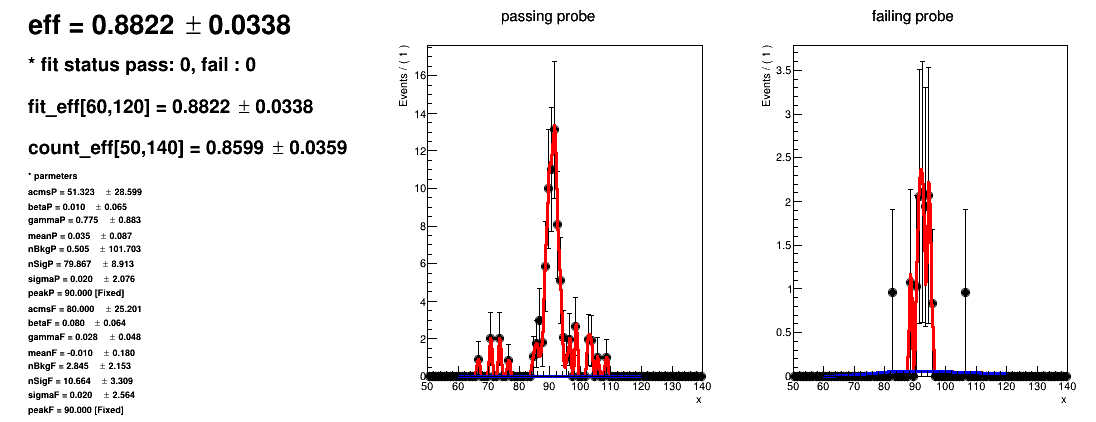 eff = 0.8822 ± 0.0338
* fit status pass: 0, fail : 0
fit_eff[60,120] = 0.8822 ± 0.0338
count_eff[50,140] = 0.8599 ± 0.0359
* parmeters
acmsP = 51.323 ± 28.599
betaP = 0.010 ± 0.065
gammaP = 0.775 ± 0.883
meanP = 0.035 ± 0.087
nBkgP = 0.505 ± 101.703
nSigP = 79.867 ± 8.913
sigmaP = 0.020 ± 2.076
peakP = 90.000 [Fixed]
acmsF = 80.000 ± 25.201
betaF = 0.080 ± 0.064
gammaF = 0.028 ± 0.048
meanF = -0.010 ± 0.180
nBkgF = 2.845 ± 2.153
nSigF = 10.664 ± 3.309
sigmaF = 0.020 ± 2.564
peakF = 90.000 [Fixed]
passing probe
Events / ( 1 )
16
14
12
10
8
6
4
2
0
50 60 70 80 90 100 110 120 130 140
x
failing probe
Events / ( 1 )
3.5
3
2.5
2
1.5
1
0.5
0
50 60 70 80 90 100 110 120 130 140
x